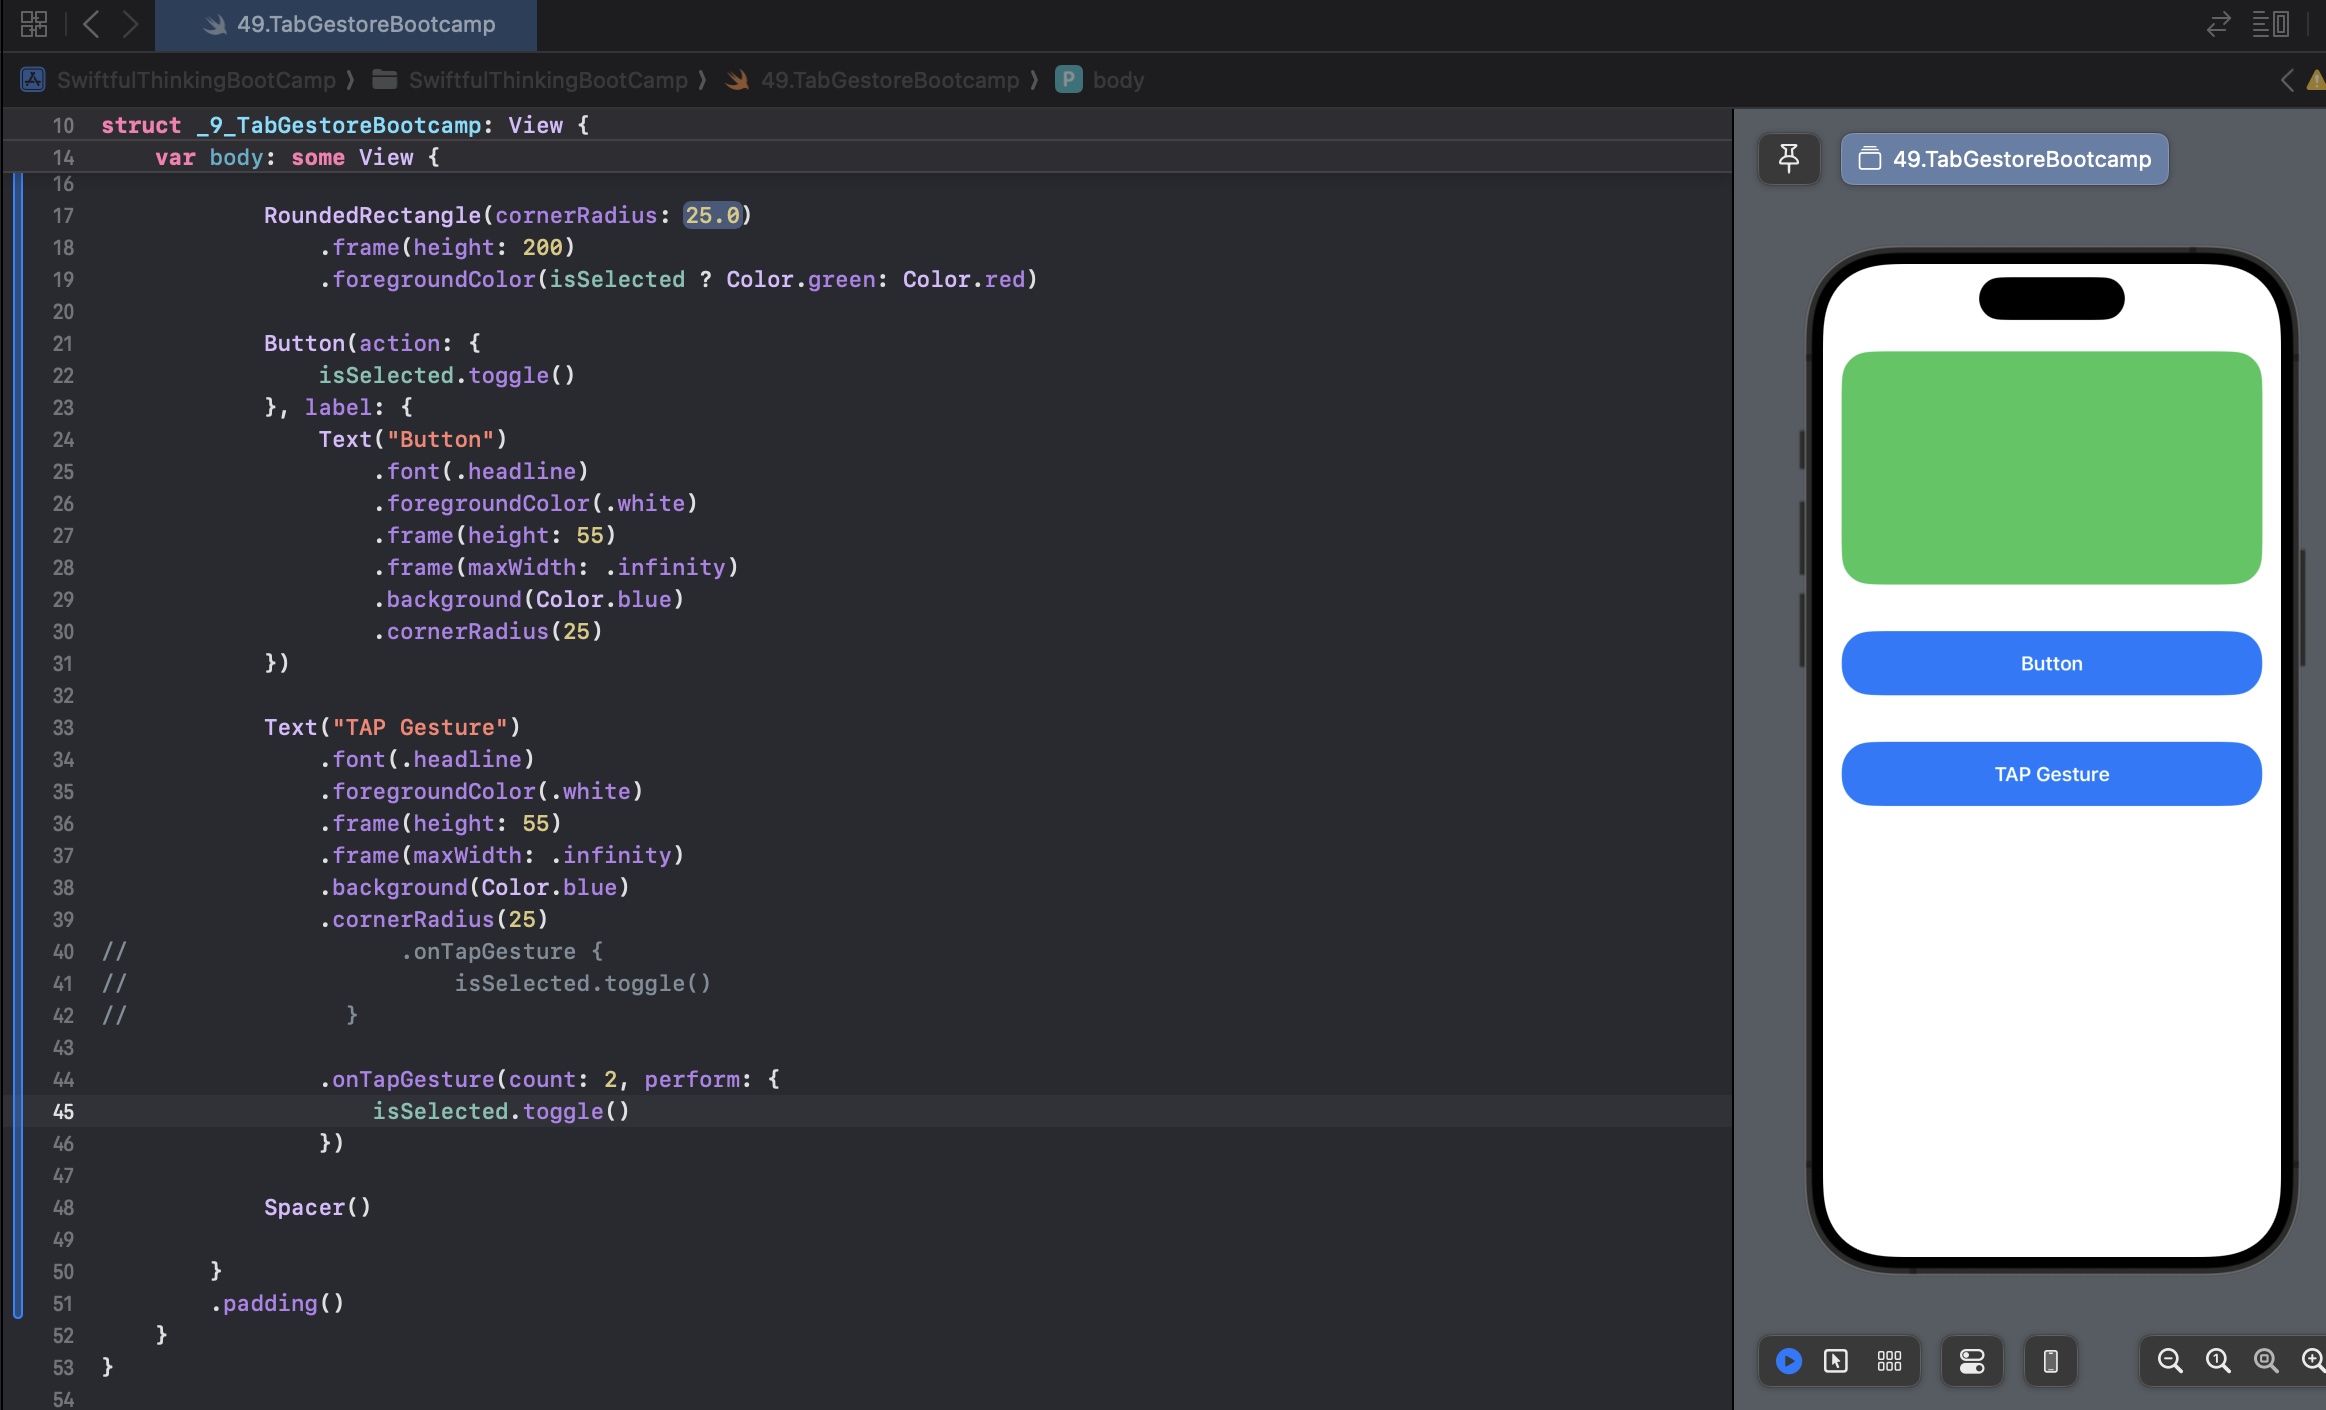 49.TabGestoreBootcamp
SwiftfulThinkingBootCamp
SwiftfulThinkingBootCamp
49.TabGestoreBootcamp
P body
10 struct _9_TabGestoreBootcamp: View {
14 var body: some View {
16
17 RoundedRectangle(cornerRadius: 25.0)
18 .frame(height: 200)
19 .foregroundColor(isSelected ? Color.green: Color.red)
20
21 Button(action: {
22 isSelected.toggle()
23 }, label: {
24 Text("Button")
25 .font(.headline)
26 .foregroundColor(.white)
27 .frame(height: 55)
28 .frame(maxWidth: .infinity)
29 .background(Color.blue)
30 .cornerRadius(25)
31 })
32
33 Text("TAP Gesture")
34 .font(.headline)
35 .foregroundColor(.white)
36 .frame(height: 55)
37 .frame(maxWidth: .infinity)
38 .background(Color.blue)
39 .cornerRadius(25)
40 // .onTapGesture {
41 // isSelected.toggle()
42 // }
43
44 .onTapGesture(count: 2, perform: {
45 isSelected.toggle()
46 })
47
48 Spacer()
49
50 }
51 .padding()
52 }
53 }
54
49.TabGestoreBootcamp
Button
TAP Gesture